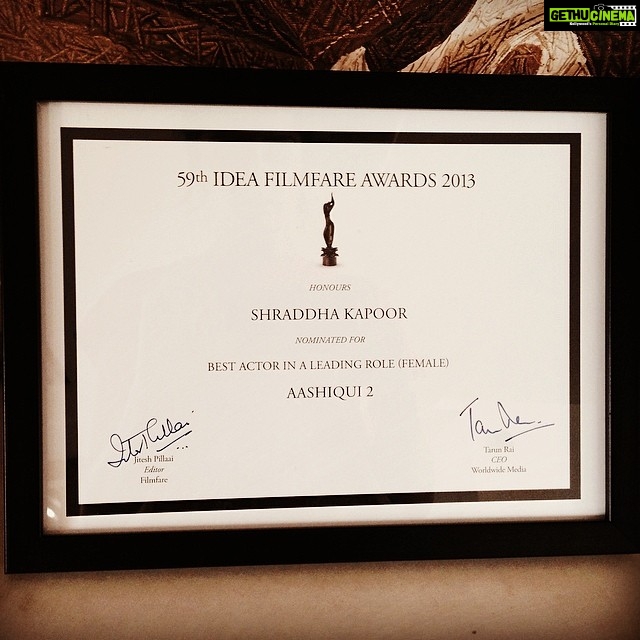 GETHUCINEMA
59th IDEA FILMFARE AWARDS 2013
HONOURS
SHRADDHA KAPOOR
NOMINATED FOR
BEST ACTOR IN A LEADING ROLE (FEMALE)
AASHIQUI 2
Jitesh Pillaai
Editor
Filmfare
Tarun Rai
CEO
Worldwide Media